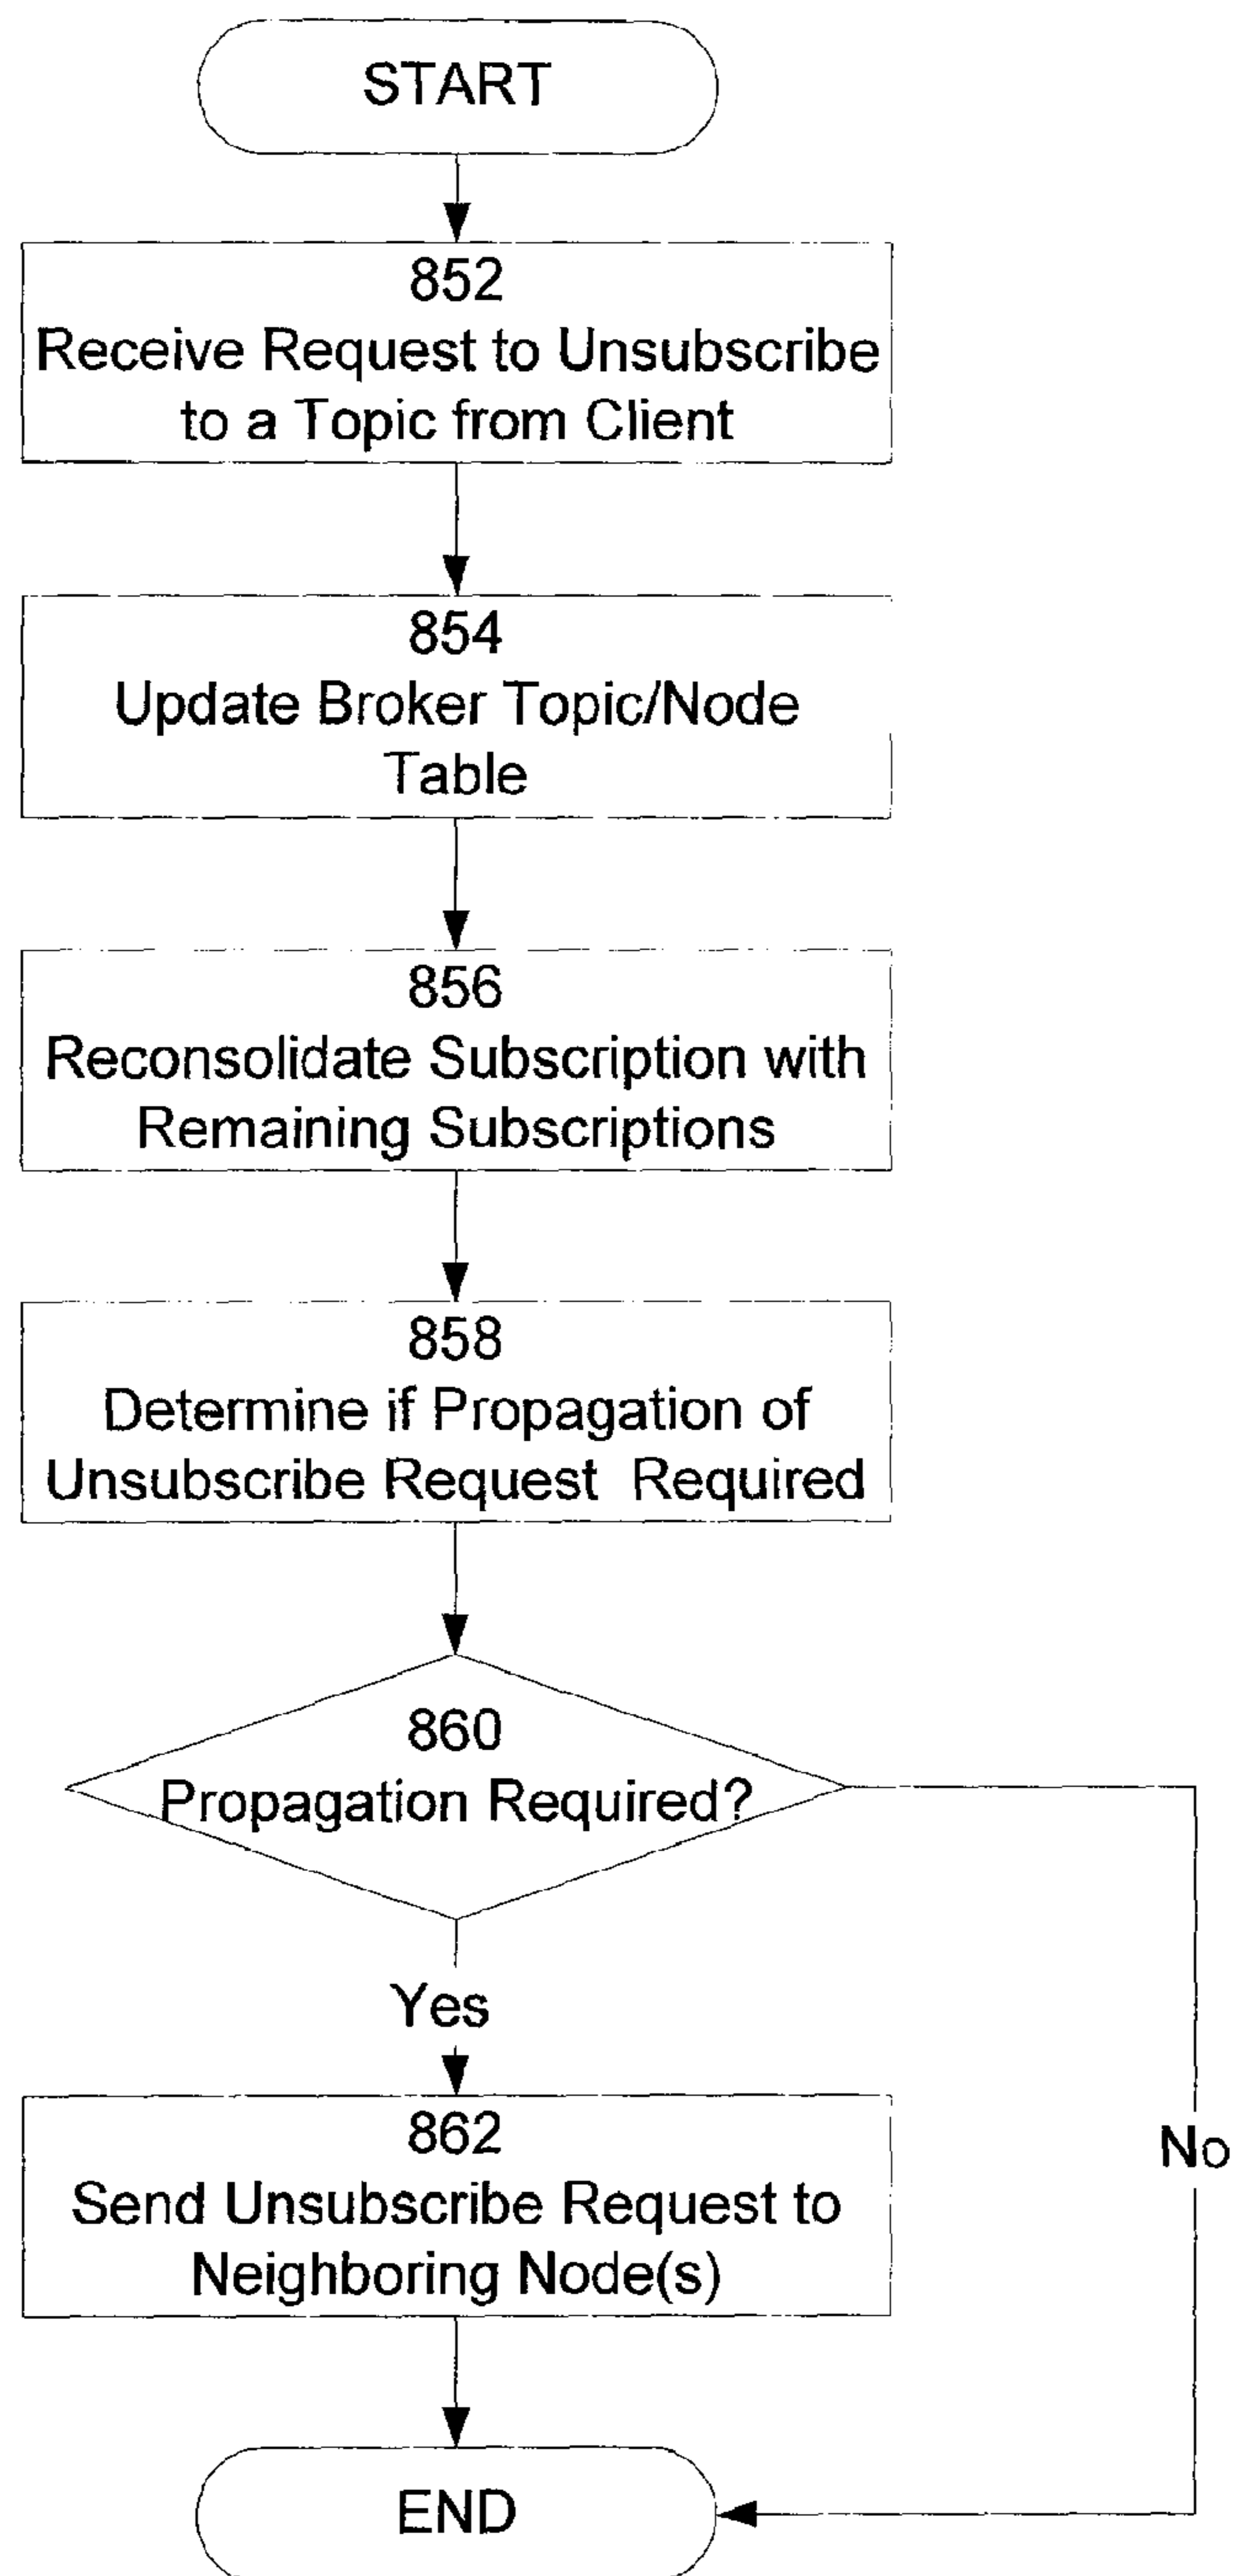 START
852
Receive Request to Unsubscribe
to a Topic from Client
854
Update Broker Topic/Node
Table
856
Reconsolidate Subscription with
Remaining Subscriptions
858
Determine if Propagation of
Unsubscribe Request Required
860
Propagation Required?
Yes
No
862
Send Unsubscribe Request to
Neighboring Node(s)
END